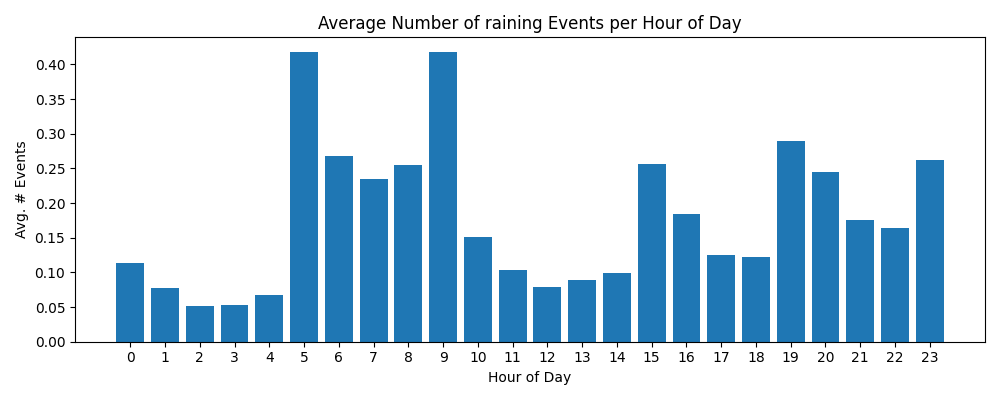 Average Number of raining Events per Hour of Day
Avg. # Events
0.40
0.35
0.30
0.25
0.20
0.15
0.10
0.05
0.00
0 1 2 3 4 5 6 7 8 9 10 11 12 13 14 15 16 17 18 19 20 21 22 23
Hour of Day